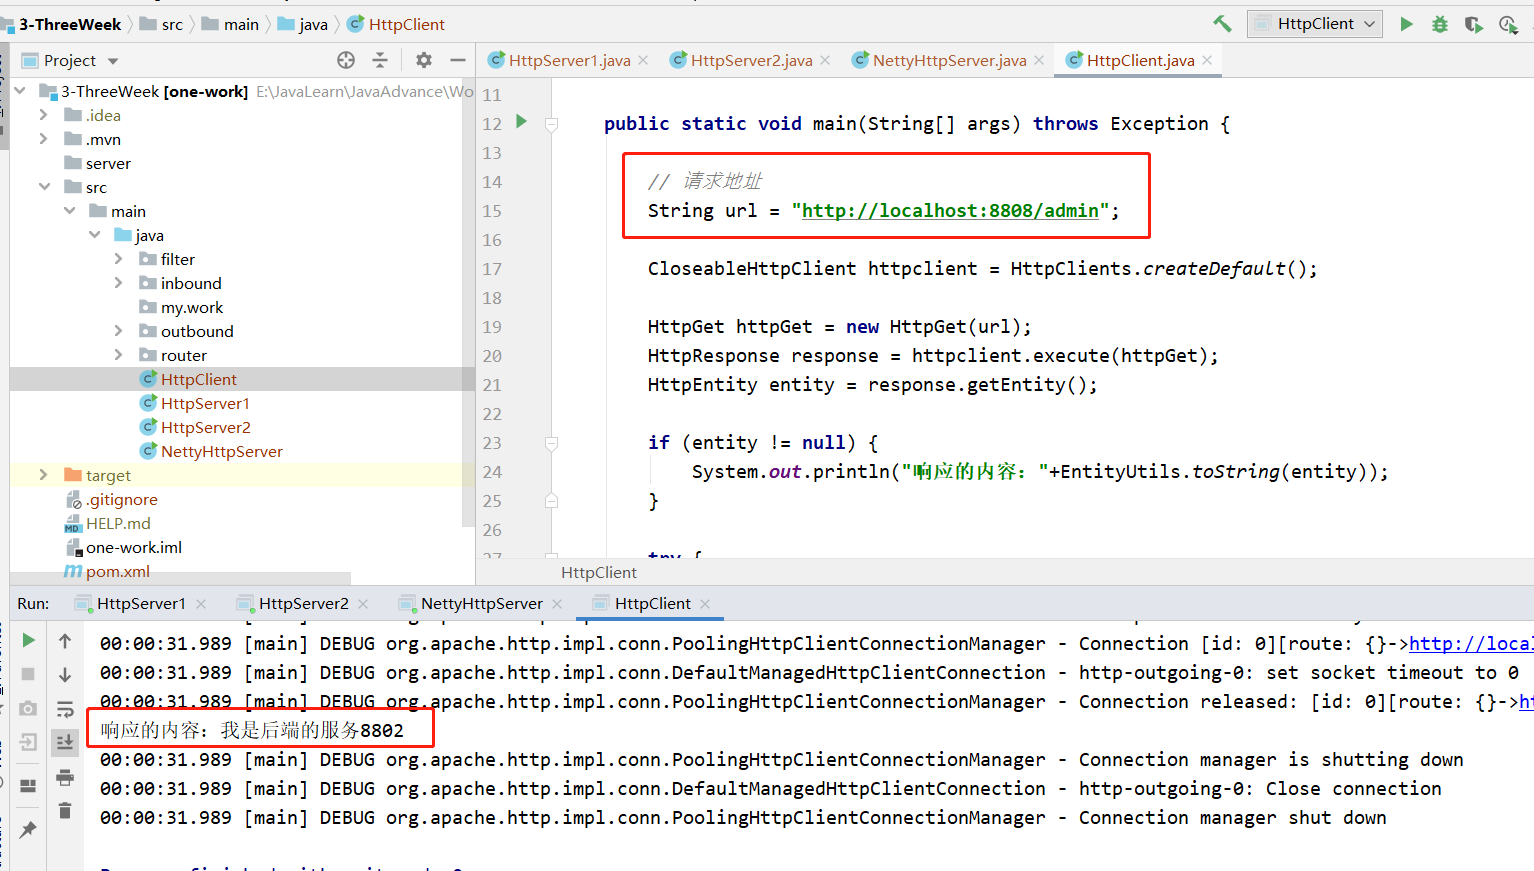 3-ThreeWeek src main java HttpClient
HttpClient
Project
HttpServer1.java HttpServer2.java NettyHttpServer.java HttpClient.java
3-ThreeWeek [one-work] E:\JavaLearn\JavaAdvance\Wo
.idea
.mvn
server
src
main
java
filter
inbound
my.work
outbound
router
HttpClient
HttpServer1
HttpServer2
NettyHttpServer
target
.gitignore
HELP.md
one-work.iml
pom.xml
11
12 public static void main(String[] args) throws Exception {
13
14 // 请求地址
15 String url = "http://localhost:8808/admin";
16
17 CloseableHttpClient httpclient = HttpClients.createDefault();
18
19 HttpGet httpGet = new HttpGet(url);
20 HttpResponse response = httpclient.execute(httpGet);
21 HttpEntity entity = response.getEntity();
22
23 if (entity != null) {
24 System.out.println("响应的内容："+EntityUtils.toString(entity));
25 }
26
27 try {
HttpClient
Run: HttpServer1 HttpServer2 NettyHttpServer HttpClient
00:00:31.989 [main] DEBUG org.apache.http.impl.conn.PoolingHttpClientConnectionManager - Connection [id: 0][route: {}->http://local
00:00:31.989 [main] DEBUG org.apache.http.impl.conn.DefaultManagedHttpClientConnection - http-outgoing-0: set socket timeout to 0
00:00:31.989 [main] DEBUG org.apache.http.impl.conn.PoolingHttpClientConnectionManager - Connection released: [id: 0][route: {}->ht
响应的内容：我是后端的服务8802
00:00:31.989 [main] DEBUG org.apache.http.impl.conn.PoolingHttpClientConnectionManager - Connection manager is shutting down
00:00:31.989 [main] DEBUG org.apache.http.impl.conn.DefaultManagedHttpClientConnection - http-outgoing-0: Close connection
00:00:31.989 [main] DEBUG org.apache.http.impl.conn.PoolingHttpClientConnectionManager - Connection manager shut down